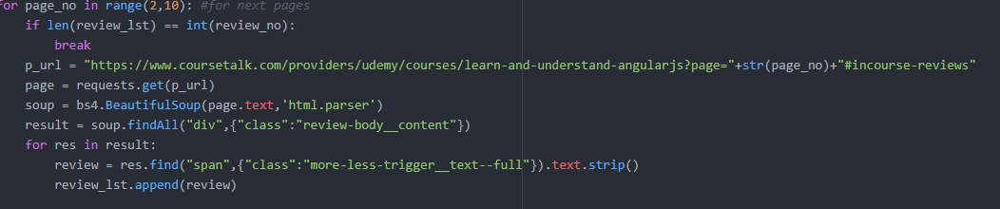 for page_no in range(2,10): #for next pages
    if len(review_lst) == int(review_no):
        break
    p_url = "https://www.coursetalk.com/providers/udemy/courses/learn-and-understand-angularjs?page="+str(page_no)+"#incourse-reviews"
    page = requests.get(p_url)
    soup = bs4.BeautifulSoup(page.text,'html.parser')
    result = soup.findAll("div",{"class":"review-body__content"})
    for res in result:
        review = res.find("span",{"class":"more-less-trigger__text--full"}).text.strip()
        review_lst.append(review)